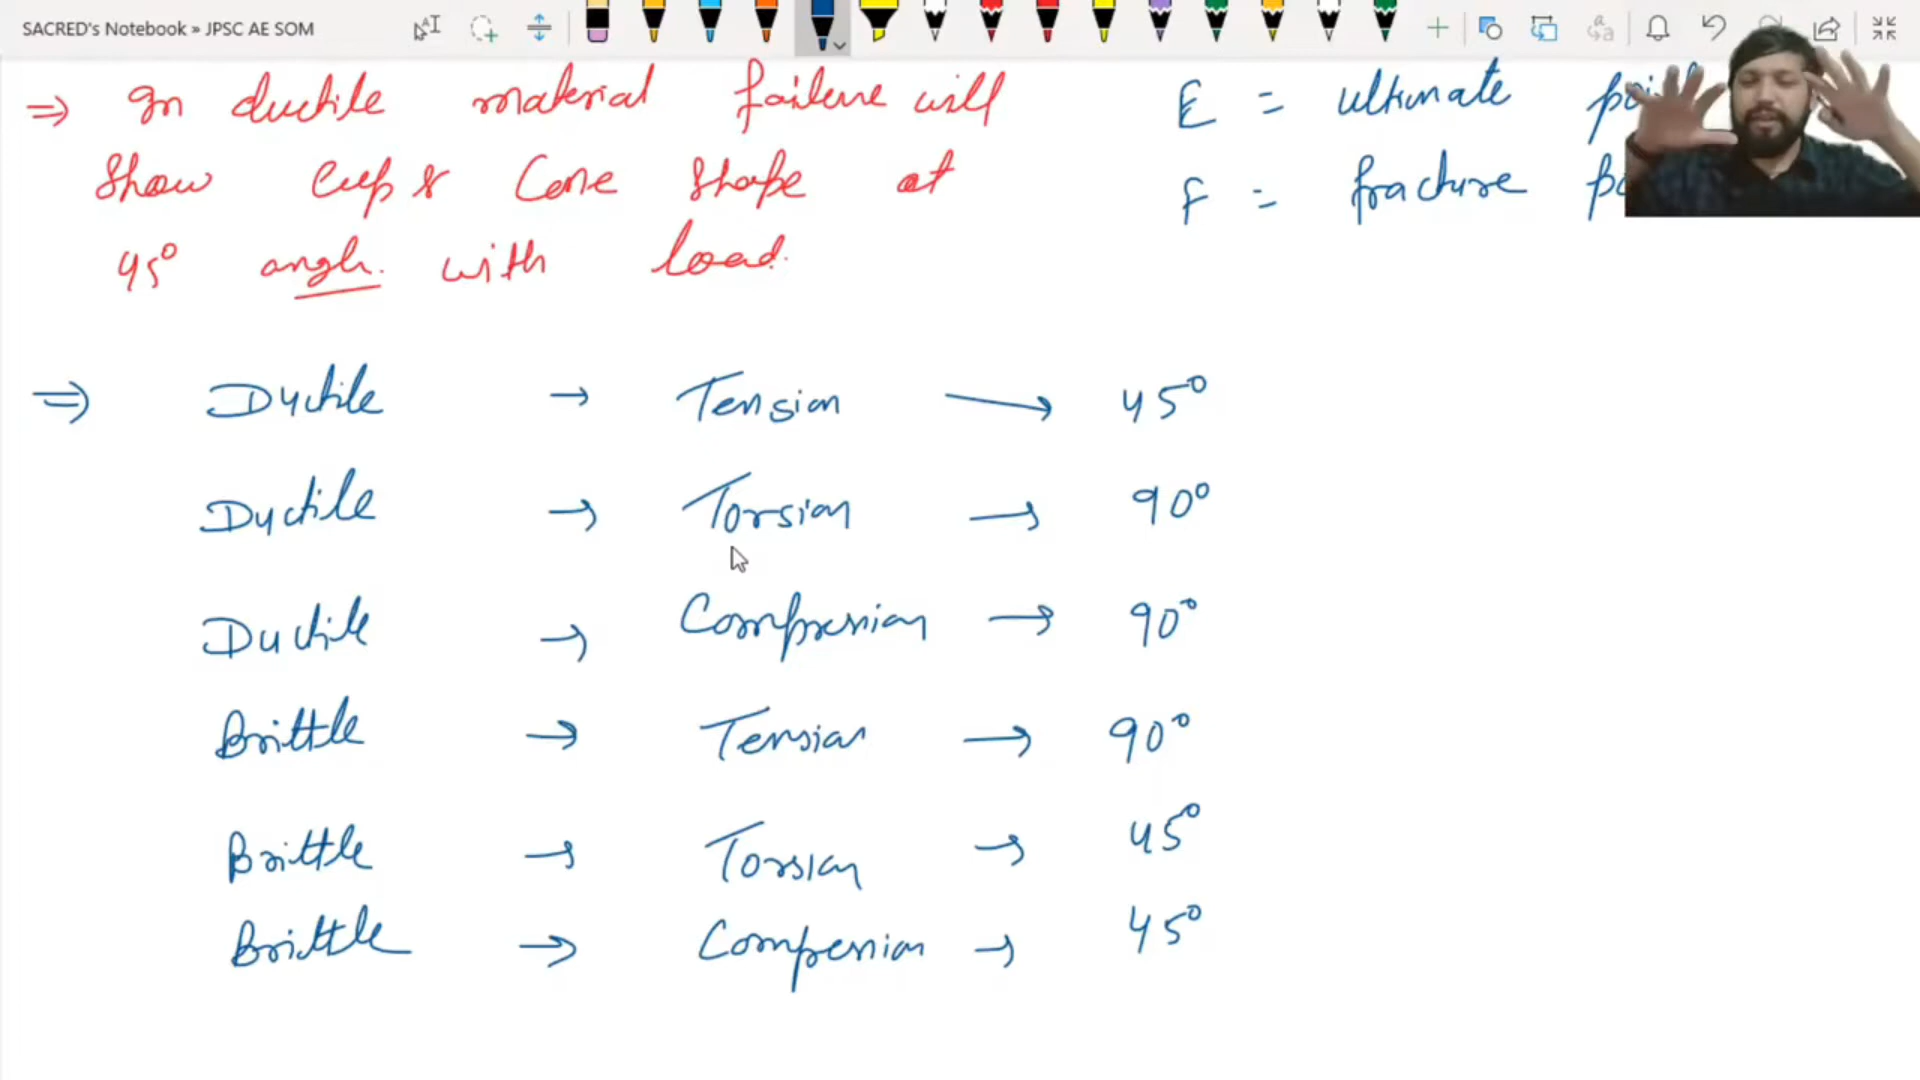 SACRED's Notebook » JPSC AE SOM
⇒ In ductile material failure will
show cup & Cone shape at
45° angle. with load.
E = ultimate
F = fracture
⇒ Ductile → Tension → 45°
Ductile → Torsion → 90°
Ductile → Compression → 90°
Brittle → Tension → 90°
Brittle → Torsion → 45°
Brittle → Compression → 45°